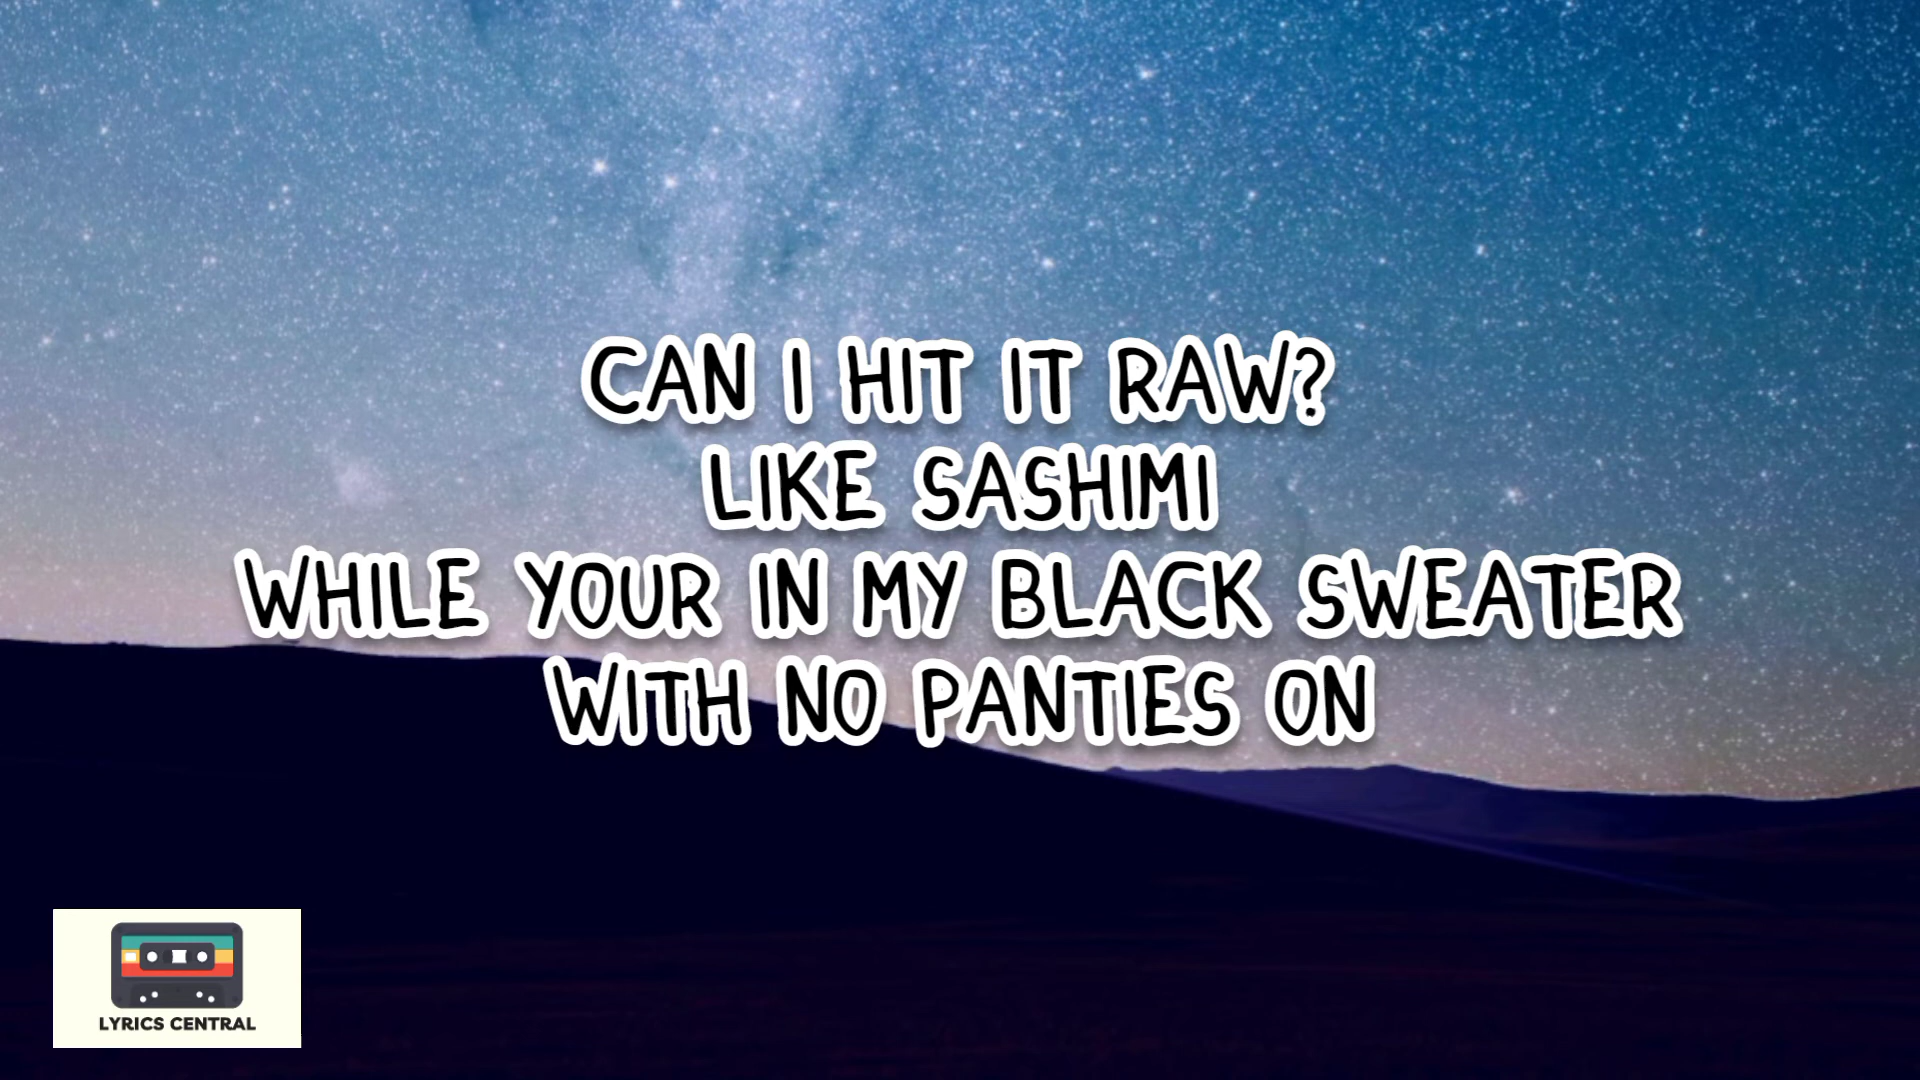 CAN I HIT IT RAW?
LIKE SASHIMI
WHILE YOUR IN MY BLACK SWEATER
WITH NO PANTIES ON
LYRICS CENTRAL